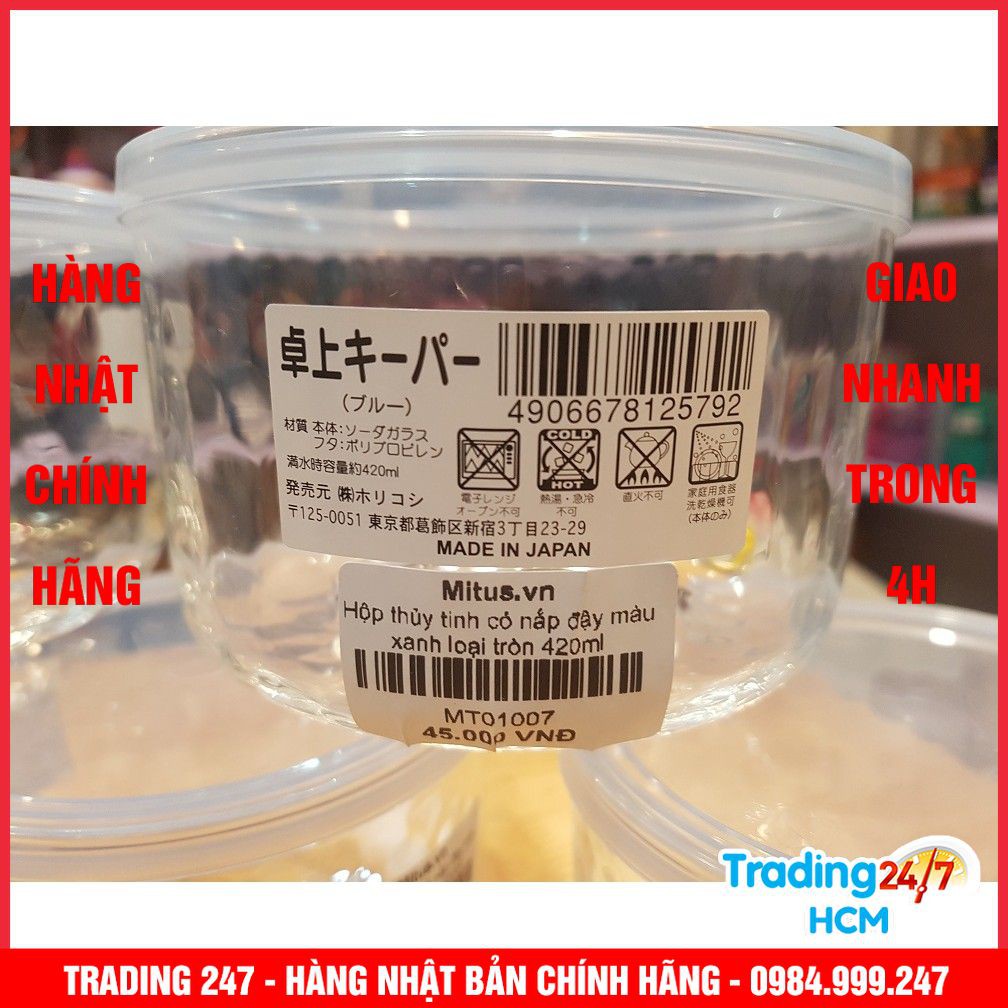 HÀNG
NHẬT
CHÍNH
HÃNG
GIAO
NHANH
TRONG
4H
卓上キーパー
(ブルー)
材質 本体:ソーダガラス
フタ:ポリプロピレン
満水時容量約420ml
発売元 ㈱ホリコシ
〒125-0051 東京都葛飾区新宿3丁目23-29
MADE IN JAPAN
4906678125792
電子レンジ
オーブン不可
COLD
HOT
熱湯・急冷
不可
直火不可
家庭用食器
洗乾燥機可
(本体のみ)
Mitus.vn
Hộp thủy tinh có nắp đậy màu
xanh loại tròn 420ml
MT01007
45.000 VNĐ
Trading24/7
HCM
TRADING 247 - HÀNG NHẬT BẢN CHÍNH HÃNG - 0984.999.247